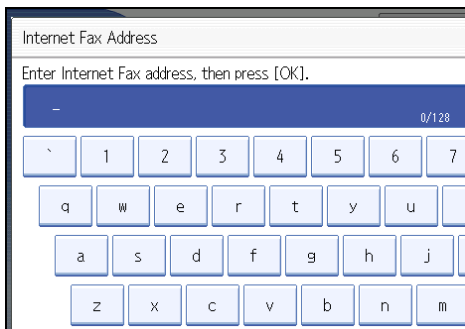 Internet Fax Address
Enter Internet Fax address, then press [OK].
_
0/128
` 1 2 3 4 5 6 7
q w e r t y u
a s d f g h j
z x c v b n m